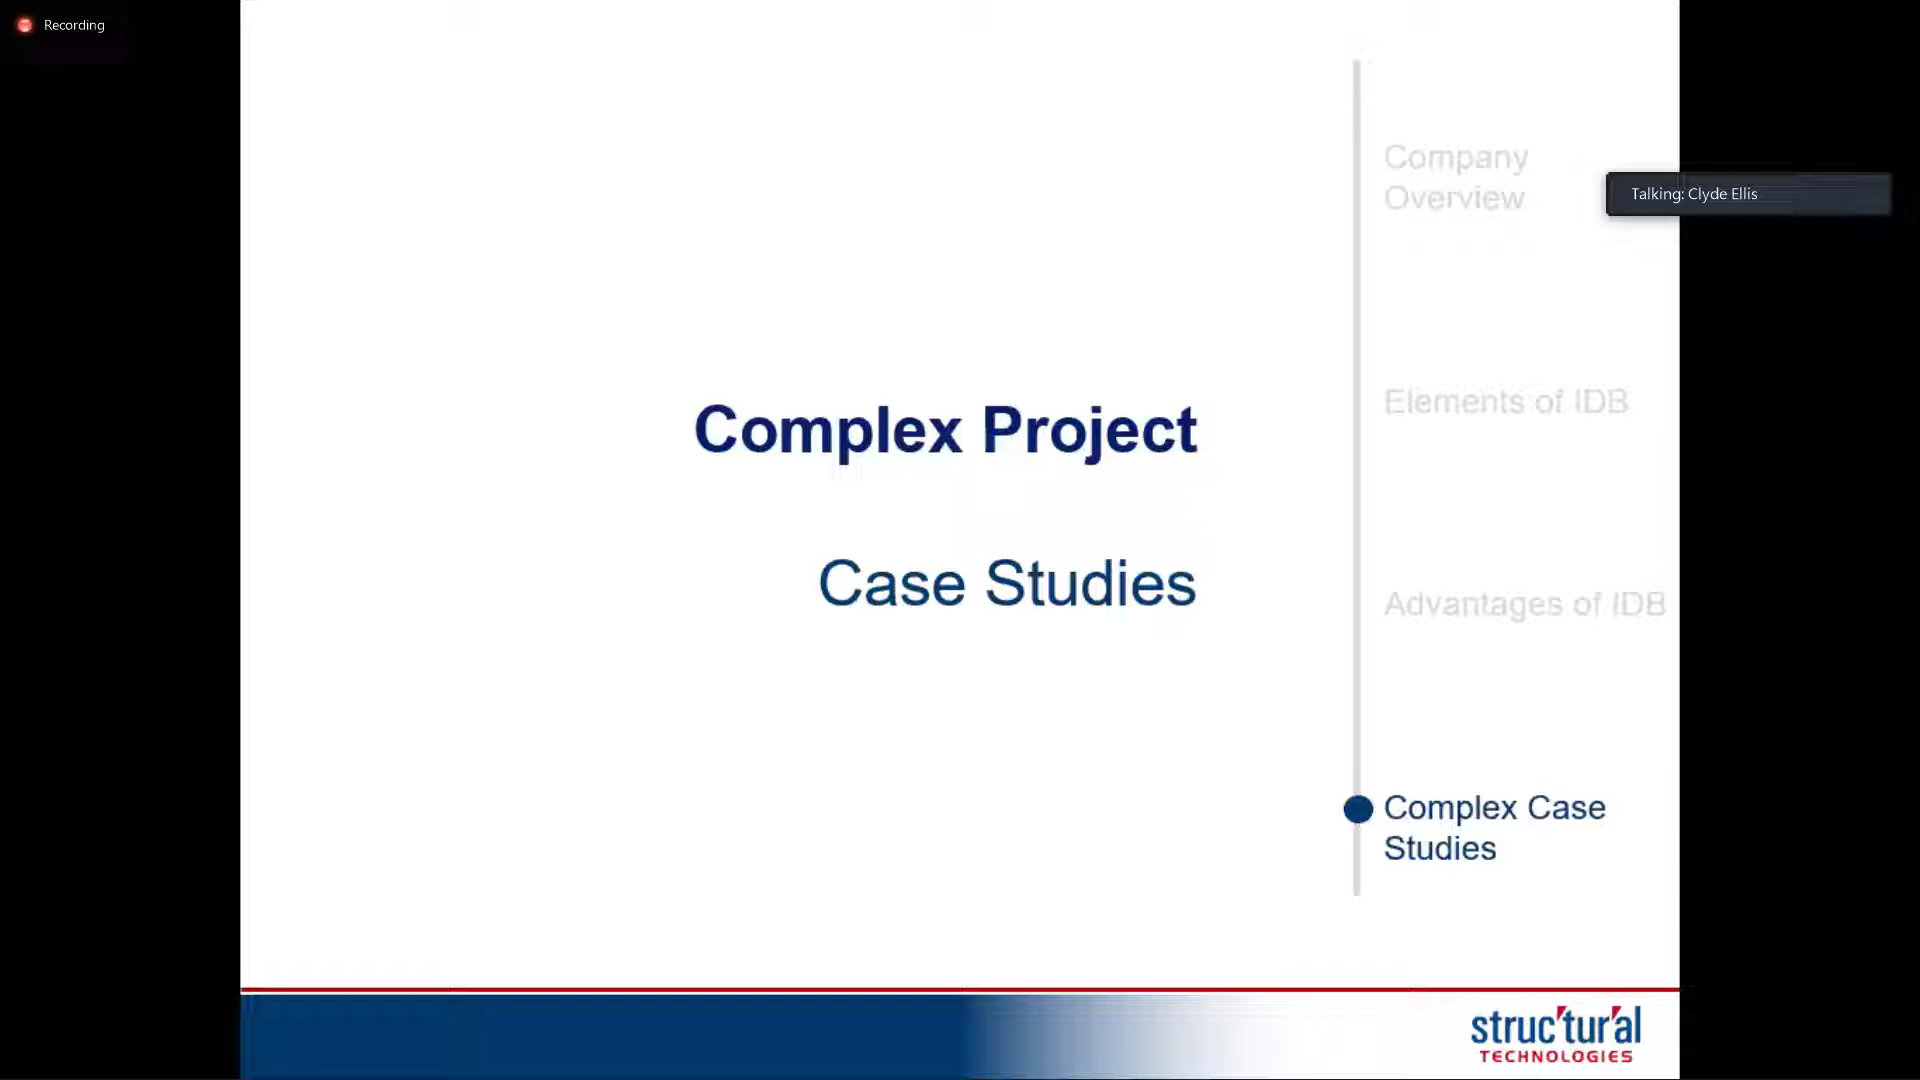 Recording
Company
Overview
Talking: Clyde Ellis
Elements of IDB
Complex Project
Case Studies
Advantages of IDB
Complex Case
Studies
struc'tur'al
TECHNOLOGIES